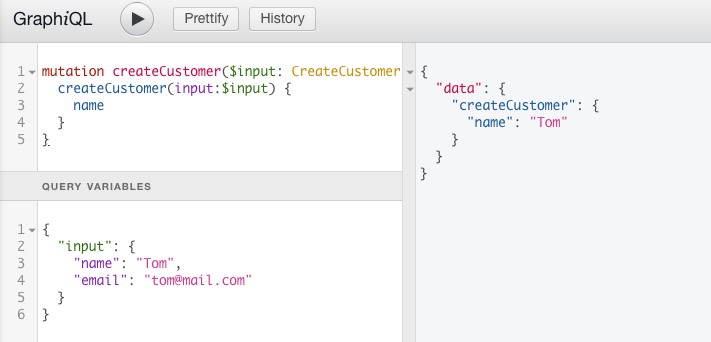 GraphiQL
Prettify
History
1 mutation createCustomer($input: CreateCustomer
2 createCustomer(input:$input) {
3 name
4 }
5 }
QUERY VARIABLES
1 {
2 "input": {
3 "name": "Tom",
4 "email": "tom@mail.com"
5 }
6 }
{
"data": {
"createCustomer": {
"name": "Tom"
}
}
}